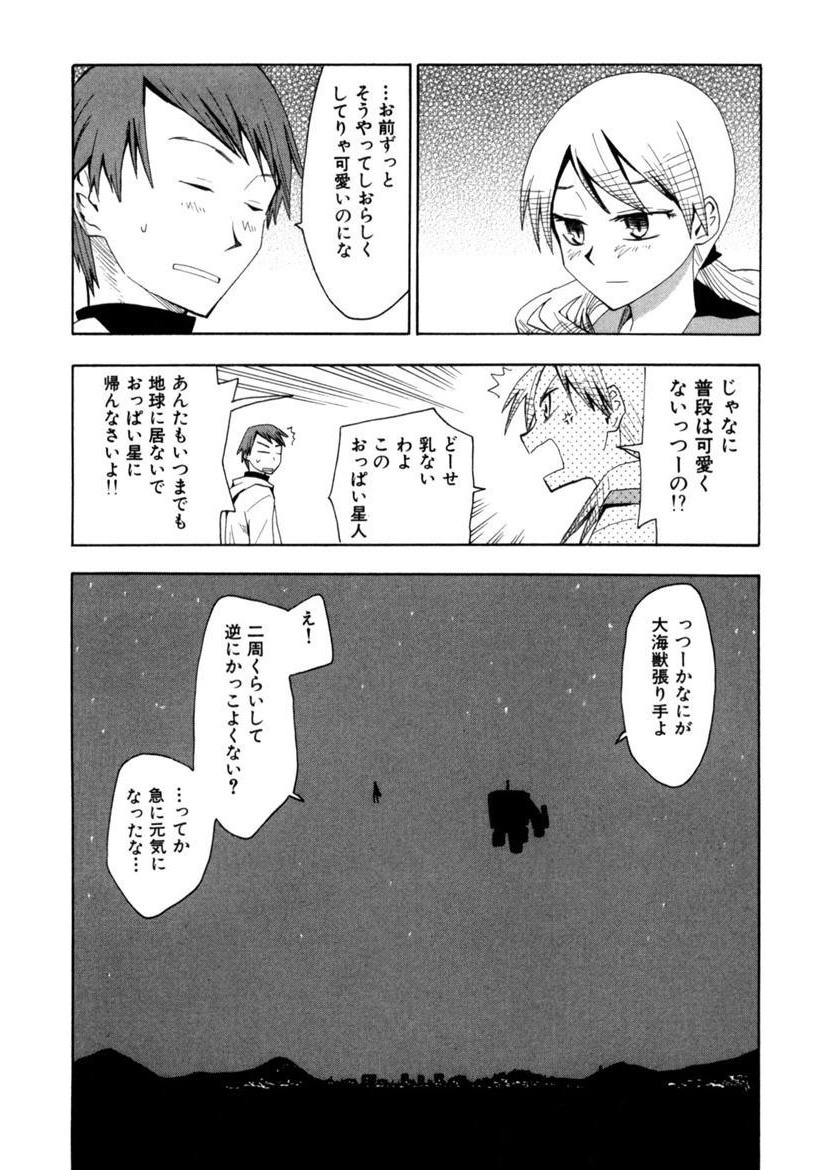 …お前ずっと
そうやってしおらしく
してりゃ可愛いのにな
じゃなに
普段は可愛く
ないっつーの!?
どーせ
乳ない
わよ
この
おっぱい星人
あんたもいつまでも
地球に居ないで
おっぱい星に
帰んなさいよ!!
っつーかなにが
大海獣張り手よ
え!
二周くらいして
逆にかっこよくない?
…ってか
急に元気に
なったな…